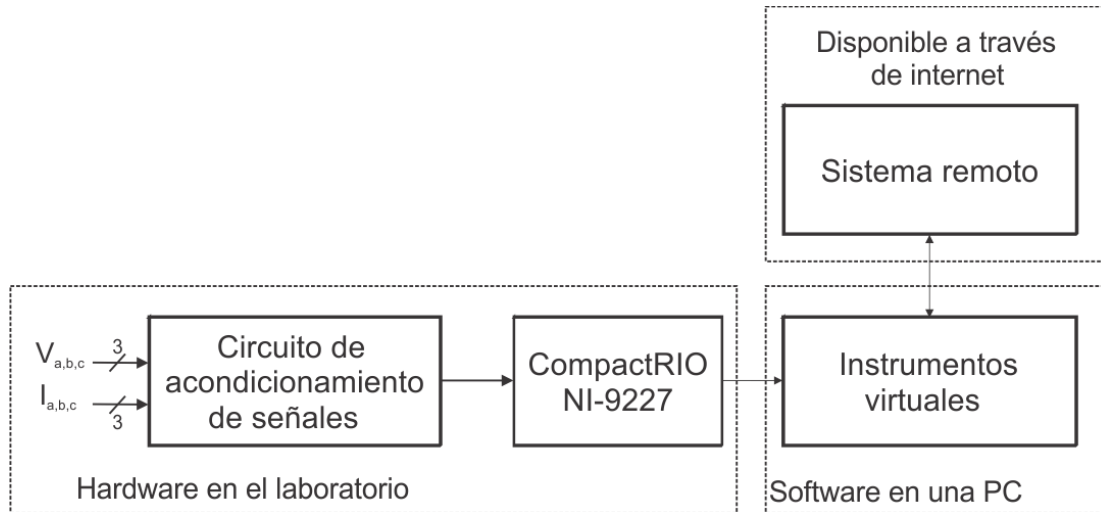 Disponible a través
de internet
Sistema remoto
V a,b,c
3
I a,b,c
3
Circuito de
acondicionamiento
de señales
CompactRIO
NI-9227
Instrumentos
virtuales
Hardware en el laboratorio
Software en una PC